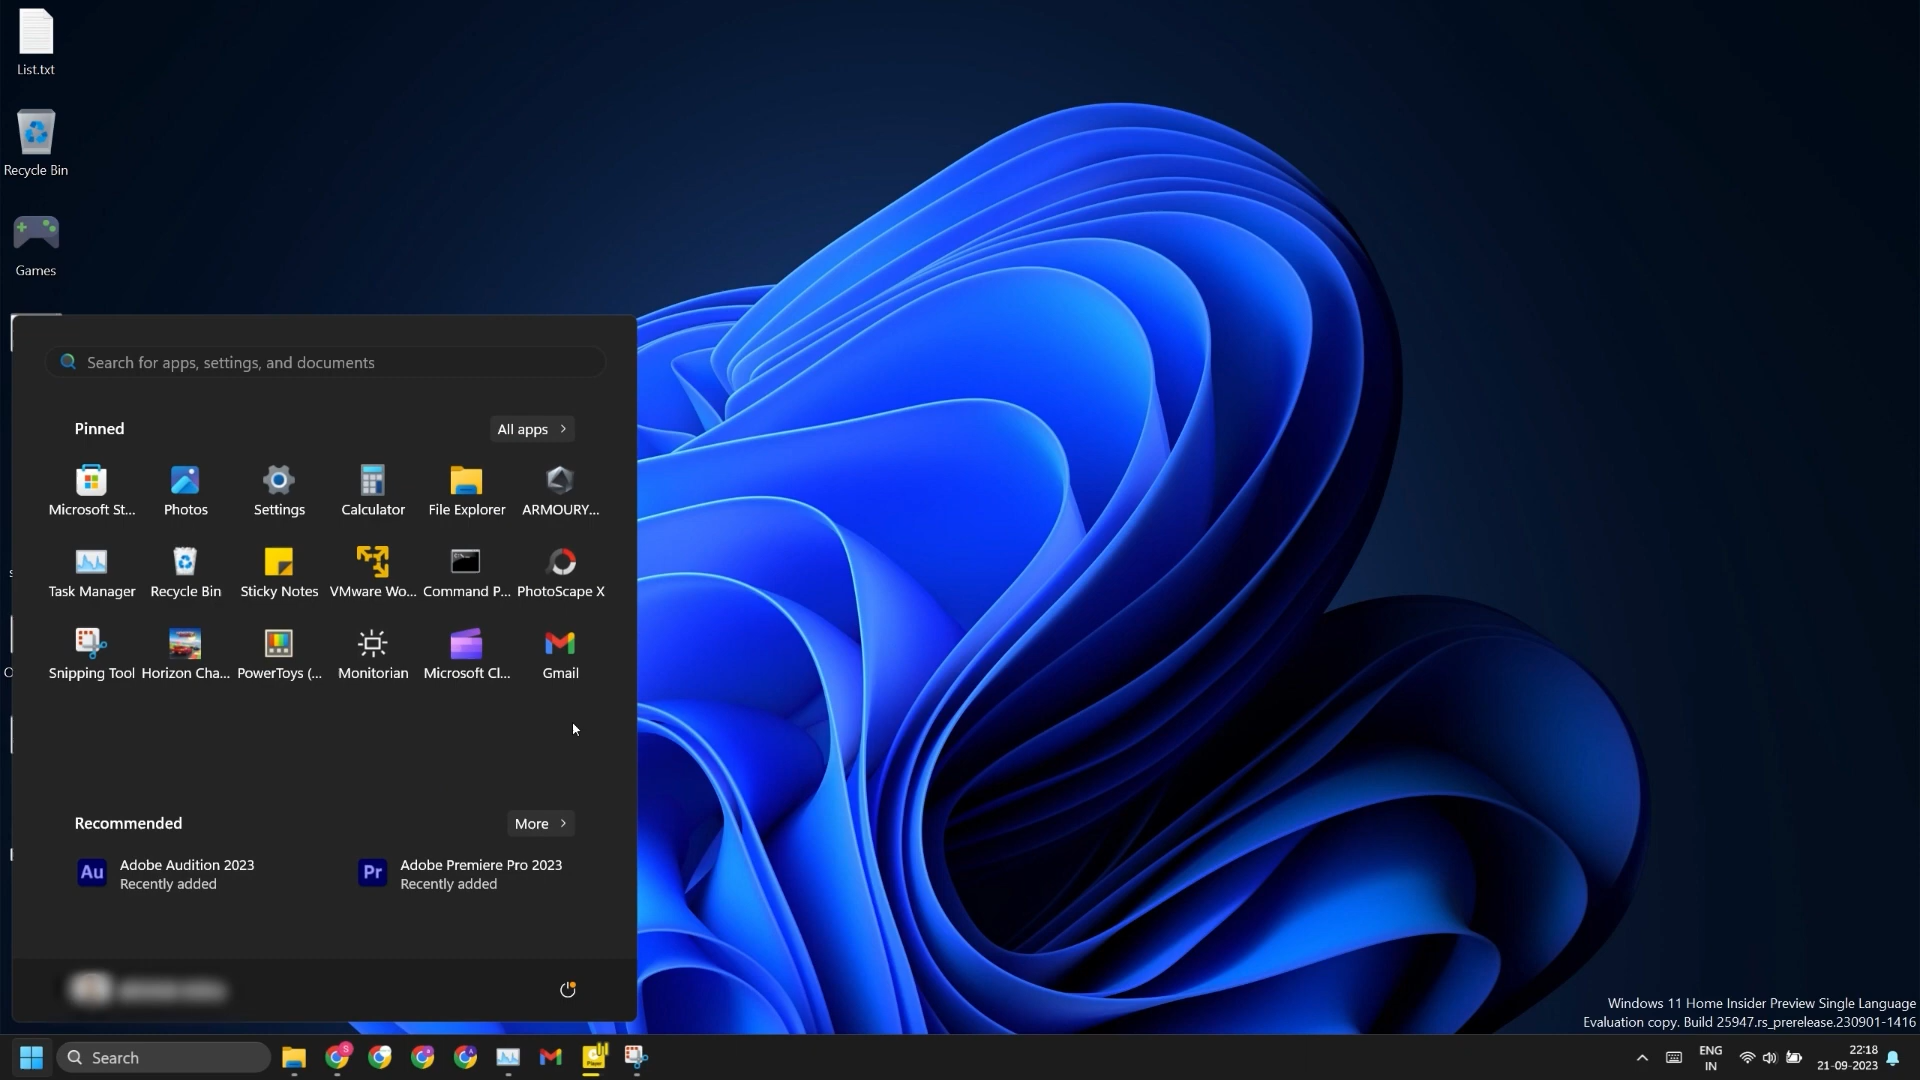 List.txt
Recycle Bin
Games
Search for apps, settings, and documents
Pinned
All apps
Microsoft St...
Photos
Settings
Calculator
File Explorer
ARMOURY...
Task Manager
Recycle Bin
Sticky Notes
VMware Wo...
Command P...
PhotoScape X
Snipping Tool
Horizon Cha...
PowerToys (...
Monitorian
Microsoft Cl...
Gmail
Recommended
More
Au
Adobe Audition 2023
Recently added
Pr
Adobe Premiere Pro 2023
Recently added
Windows 11 Home Insider Preview Single Language
Evaluation copy. Build 25947.rs_prerelease.230901-1416
Search
ENG
IN
22:18
21-09-2023